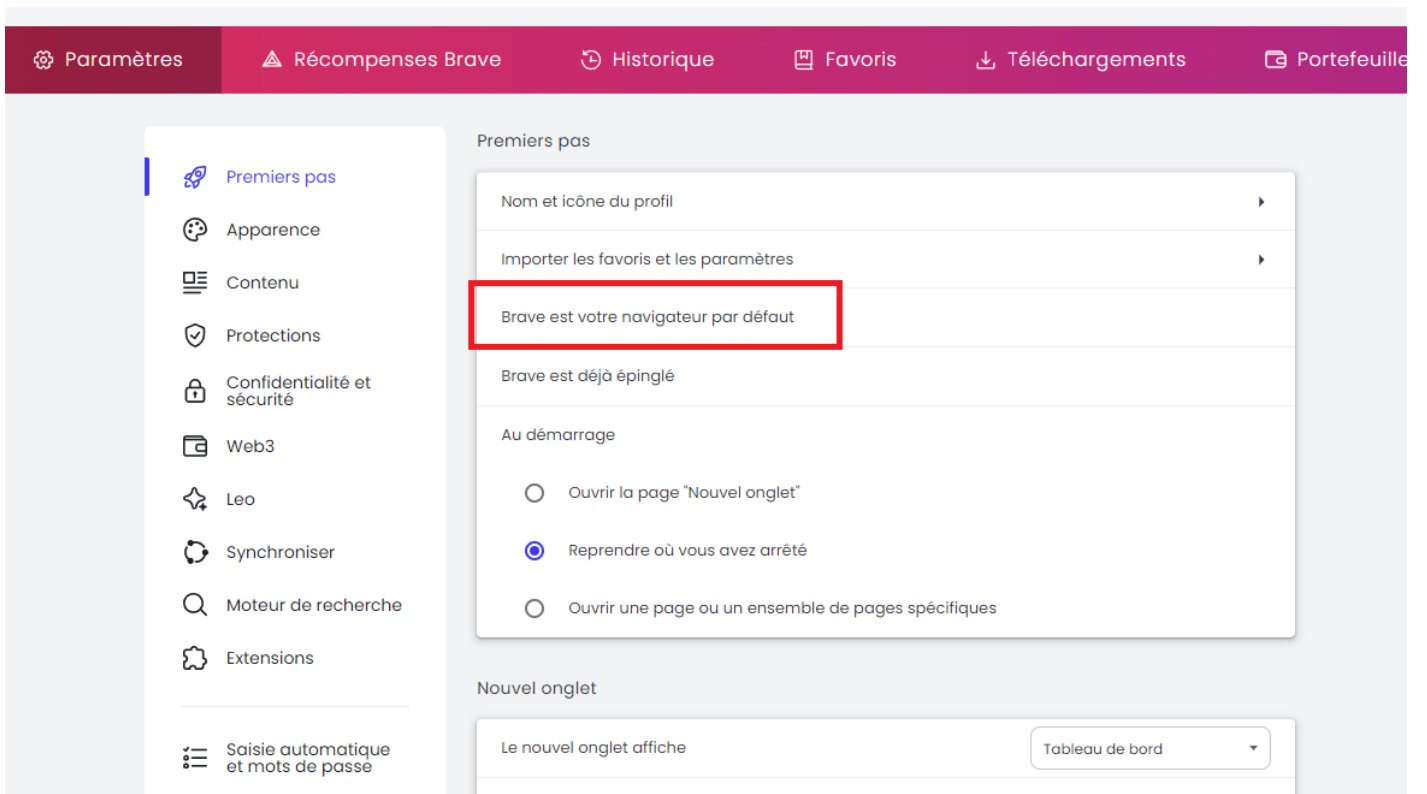 Paramètres
Récompenses Brave
Historique
Favoris
Téléchargements
Portefeuille
Premiers pas
Apparence
Contenu
Protections
Confidentialité et
sécurité
Web3
Leo
Synchroniser
Moteur de recherche
Extensions
Saisie automatique
et mots de passe
Premiers pas
Nom et icône du profil
Importer les favoris et les paramètres
Brave est votre navigateur par défaut
Brave est déjà épinglé
Au démarrage
Ouvrir la page "Nouvel onglet"
Reprendre où vous avez arrêté
Ouvrir une page ou un ensemble de pages spécifiques
Nouvel onglet
Le nouvel onglet affiche
Tableau de bord